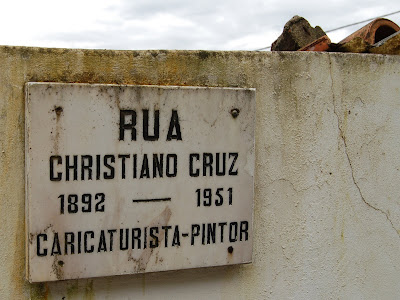 RUA
CHRISTIANO CRUZ
1892 — 1951
CARICATURISTA-PINTOR